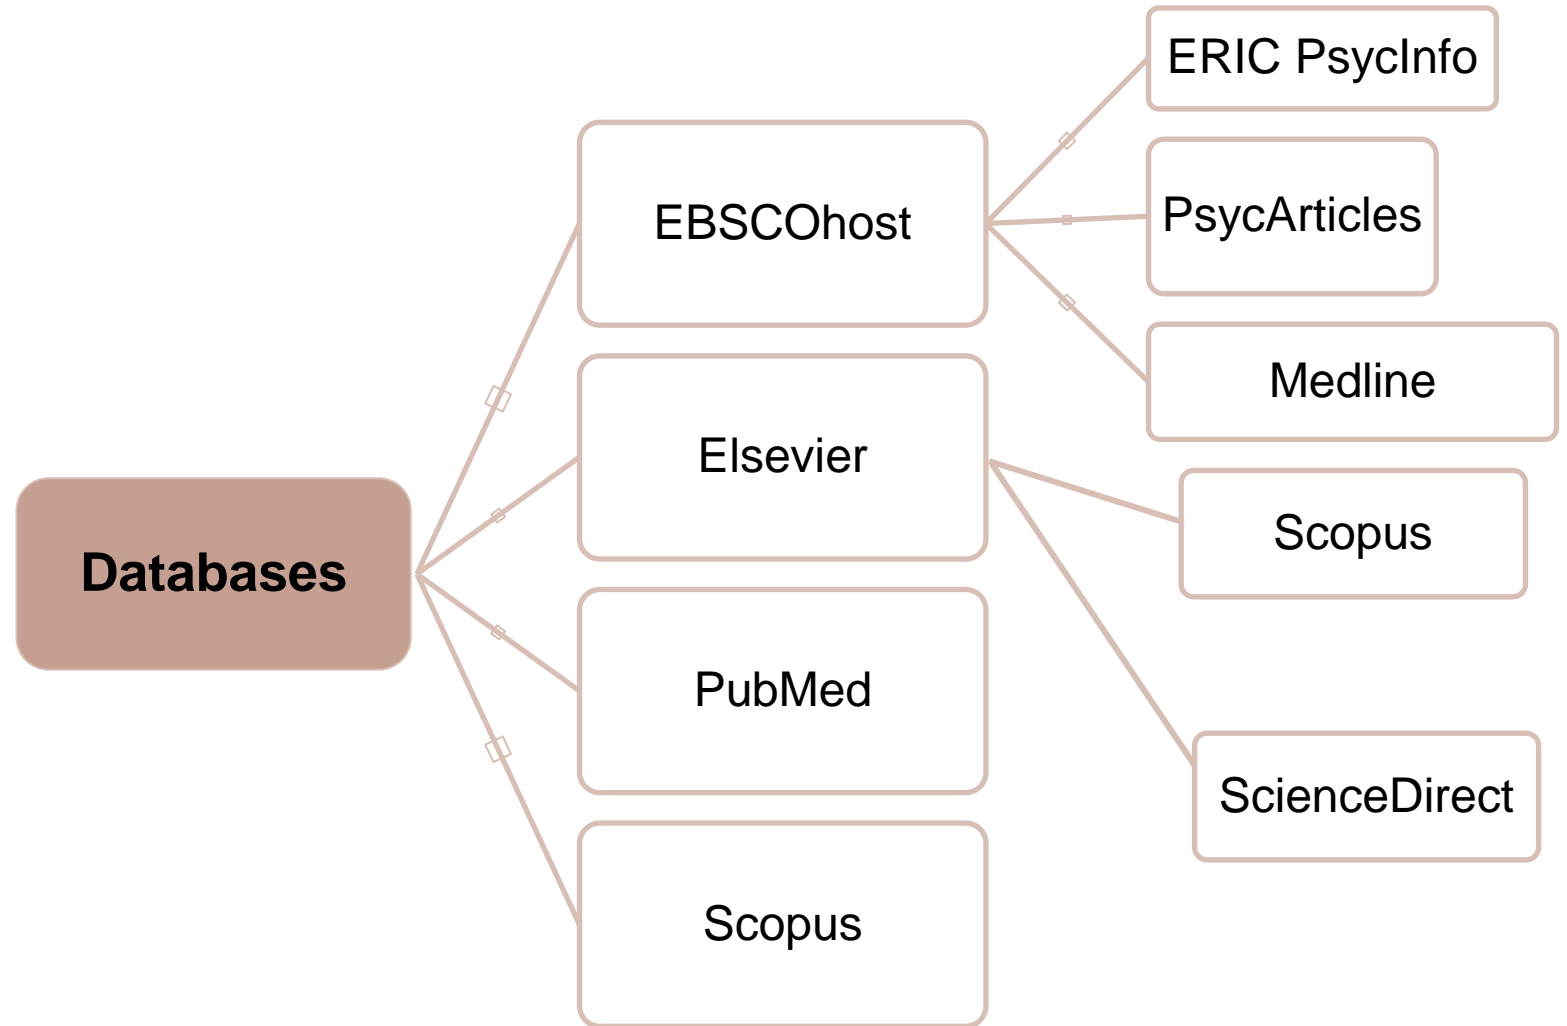 Databases
EBSCOhost
ERIC PsycInfo
PsycArticles
Medline
Elsevier
Scopus
ScienceDirect
PubMed
Scopus